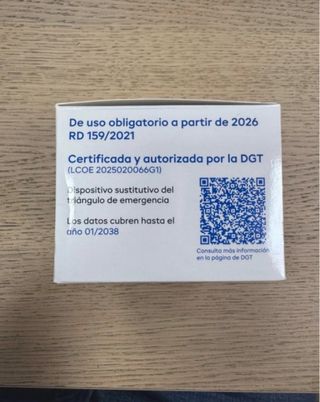 De uso obligatorio a partir de 2026
RD 159/2021
Certificada y autorizada por la DGT
(LCOE 2025020066G1)
Dispositivo sustitutivo del
triángulo de emergencia
Los datos cubren hasta el
año 01/2038
Consulta más información
en la página de DGT